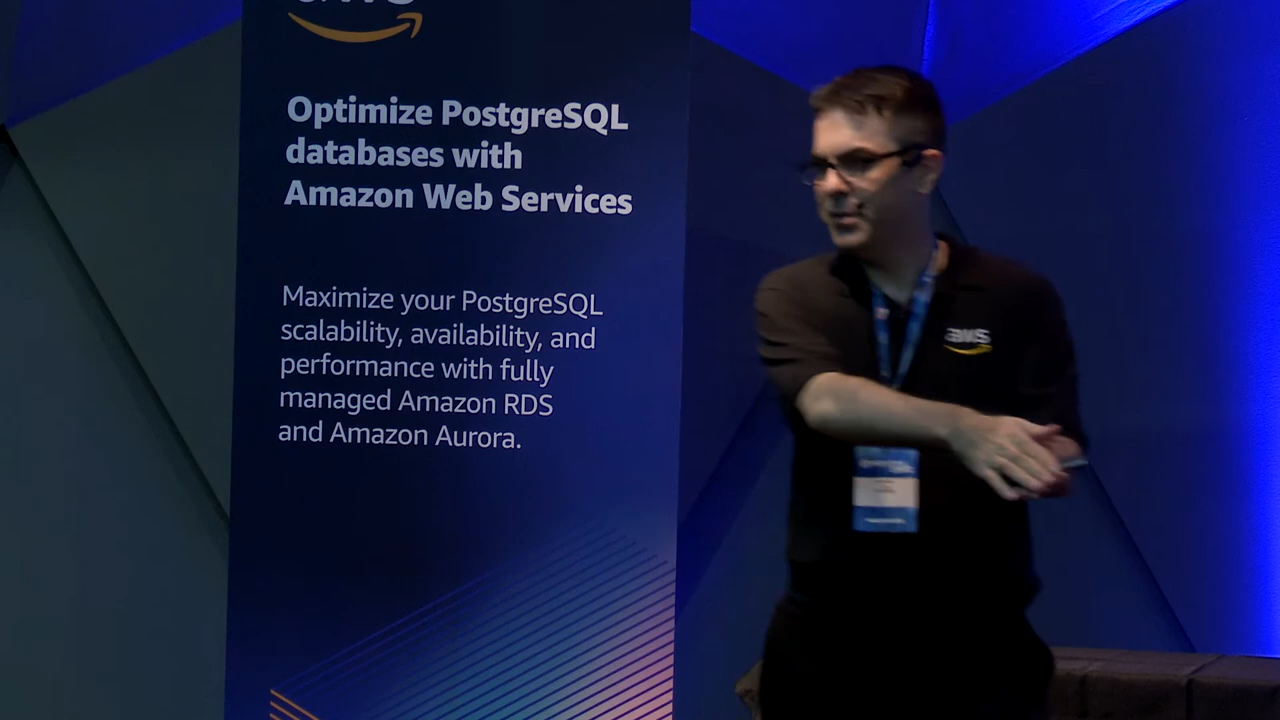 aws
Optimize PostgreSQL
databases with
Amazon Web Services
Maximize your PostgreSQL
scalability, availability, and
performance with fully
managed Amazon RDS
and Amazon Aurora.
aws